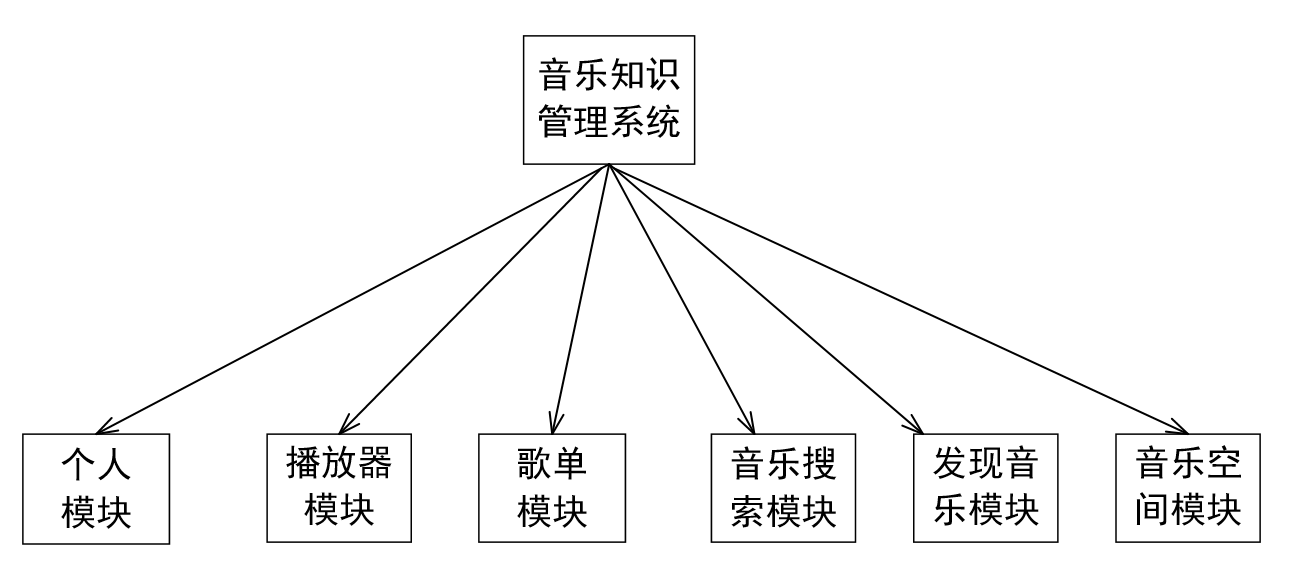 音乐知识
管理系统
个人
模块
播放器
模块
歌单
模块
音乐搜
索模块
发现音
乐模块
音乐空
间模块